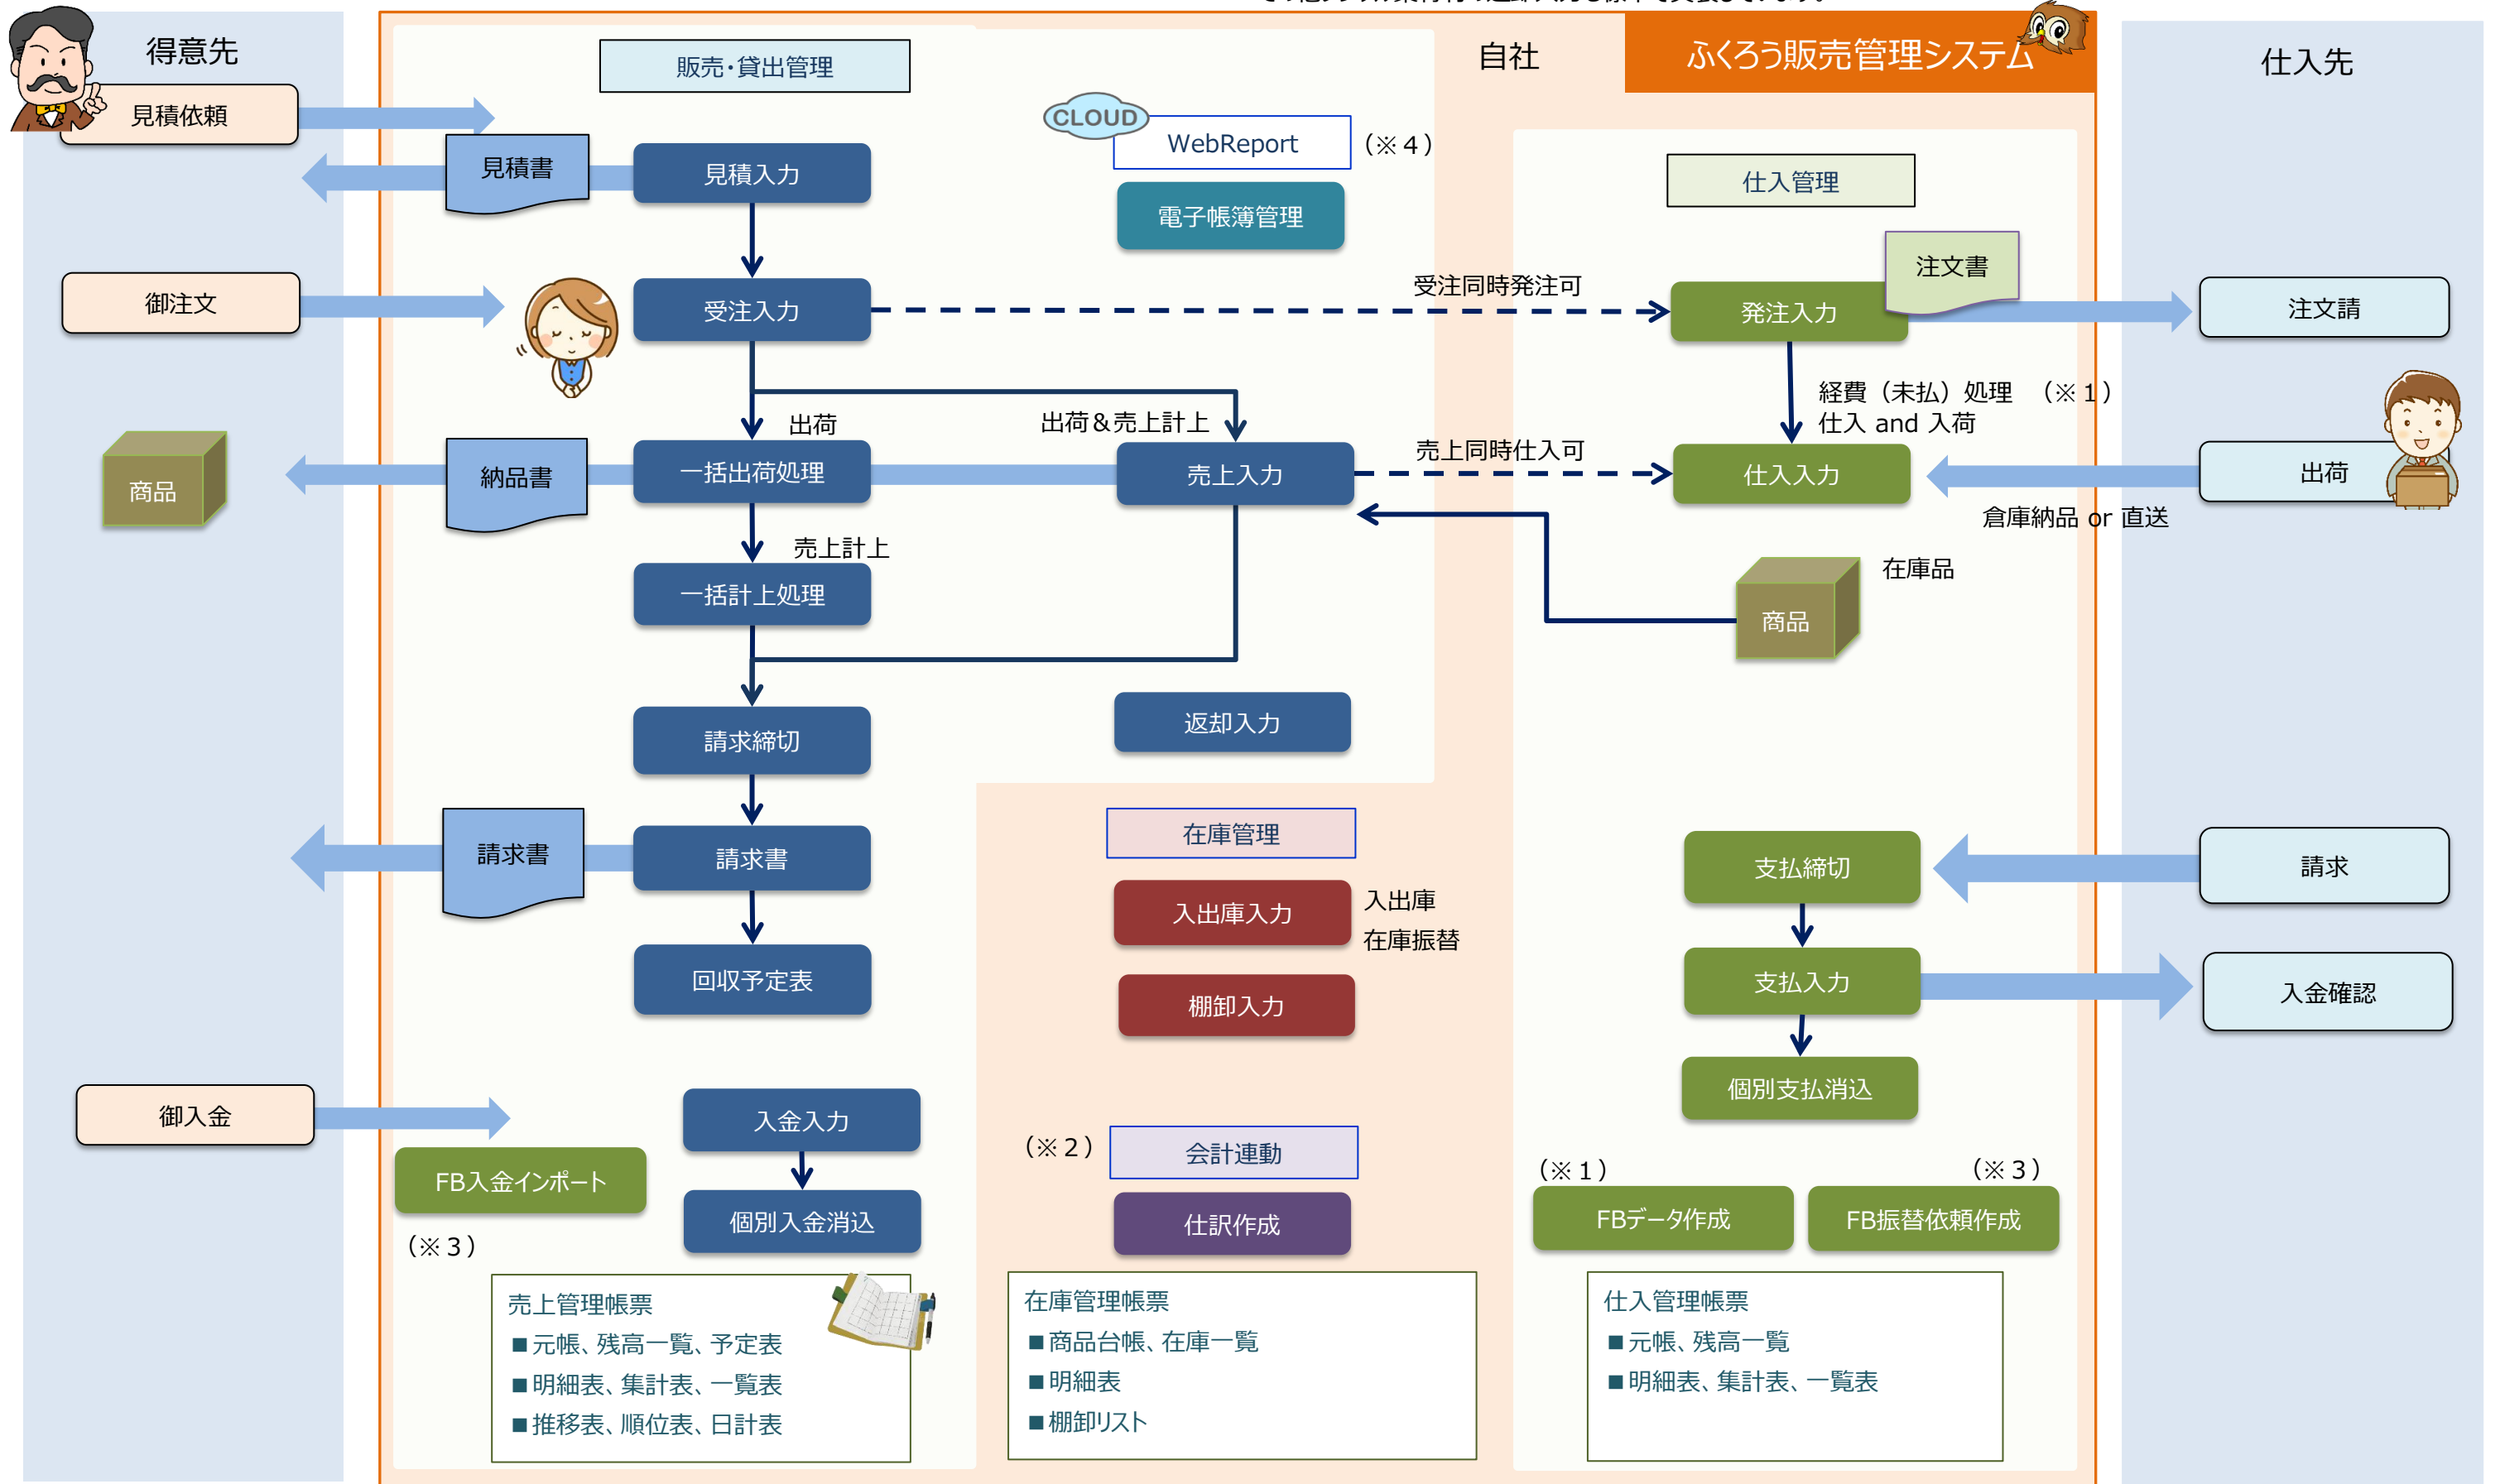 得意先
販売・貸出管理
自社
ふくろう販売管理システム
仕入先
見積依頼
CLOUD
WebReport
（※４）
見積書
見積入力
仕入管理
電子帳簿管理
注文書
御注文
受注入力
受注同時発注可
発注入力
注文請
経費（未払）処理　（※１）
仕入 and 入荷
出荷
出荷＆売上計上
商品
納品書
一括出荷処理
売上入力
売上同時仕入可
仕入入力
出荷
倉庫納品 or 直送
売上計上
一括計上処理
在庫品
商品
請求締切
返却入力
在庫管理
請求書
請求書
支払締切
請求
入出庫入力
入出庫
在庫振替
回収予定表
棚卸入力
支払入力
入金確認
個別支払消込
御入金
入金入力
（※２）
会計連動
FB入金インポート
（※３）
個別入金消込
仕訳作成
（※１）
（※３）
FBデータ作成
FB振替依頼作成
売上管理帳票
■元帳、残高一覧、予定表
■明細表、集計表、一覧表
■推移表、順位表、日計表
在庫管理帳票
■商品台帳、在庫一覧
■明細表
■棚卸リスト
仕入管理帳票
■元帳、残高一覧
■明細表、集計表、一覧表